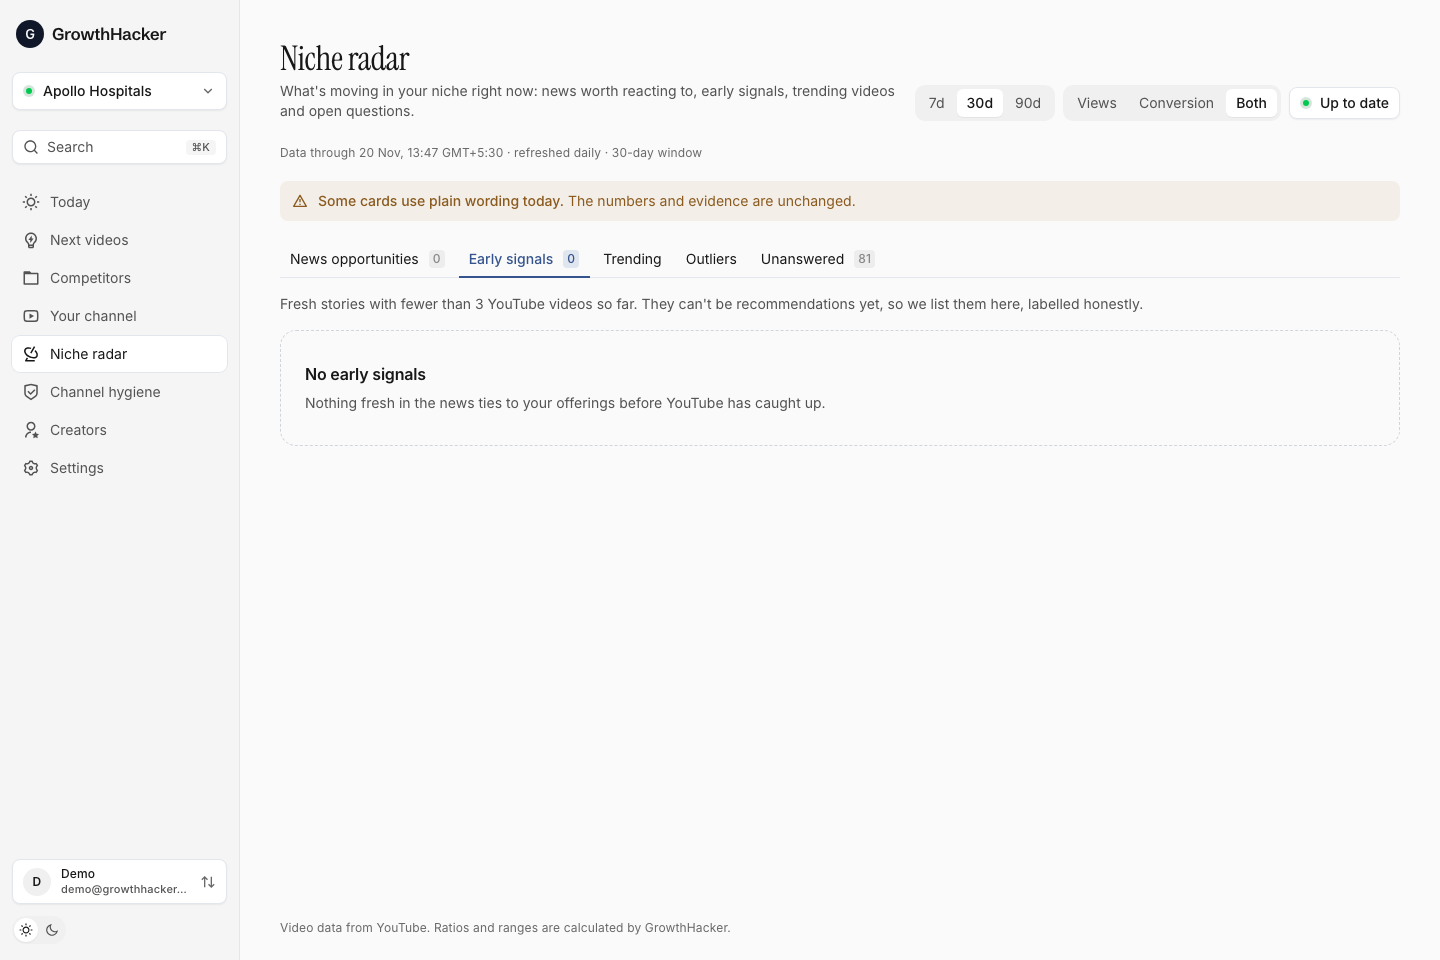 G GrowthHacker
Apollo Hospitals
Search ⌘K
Today
Next videos
Competitors
Your channel
Niche radar
Channel hygiene
Creators
Settings
D
Demo
demo@growthhacker...
Niche radar
What's moving in your niche right now: news worth reacting to, early signals, trending videos
and open questions.
7d 30d 90d
Views Conversion Both
Up to date
Data through 20 Nov, 13:47 GMT+5:30 · refreshed daily · 30-day window
Some cards use plain wording today. The numbers and evidence are unchanged.
News opportunities 0 Early signals 0 Trending Outliers Unanswered 81
Fresh stories with fewer than 3 YouTube videos so far. They can't be recommendations yet, so we list them here, labelled honestly.
No early signals
Nothing fresh in the news ties to your offerings before YouTube has caught up.
Video data from YouTube. Ratios and ranges are calculated by GrowthHacker.